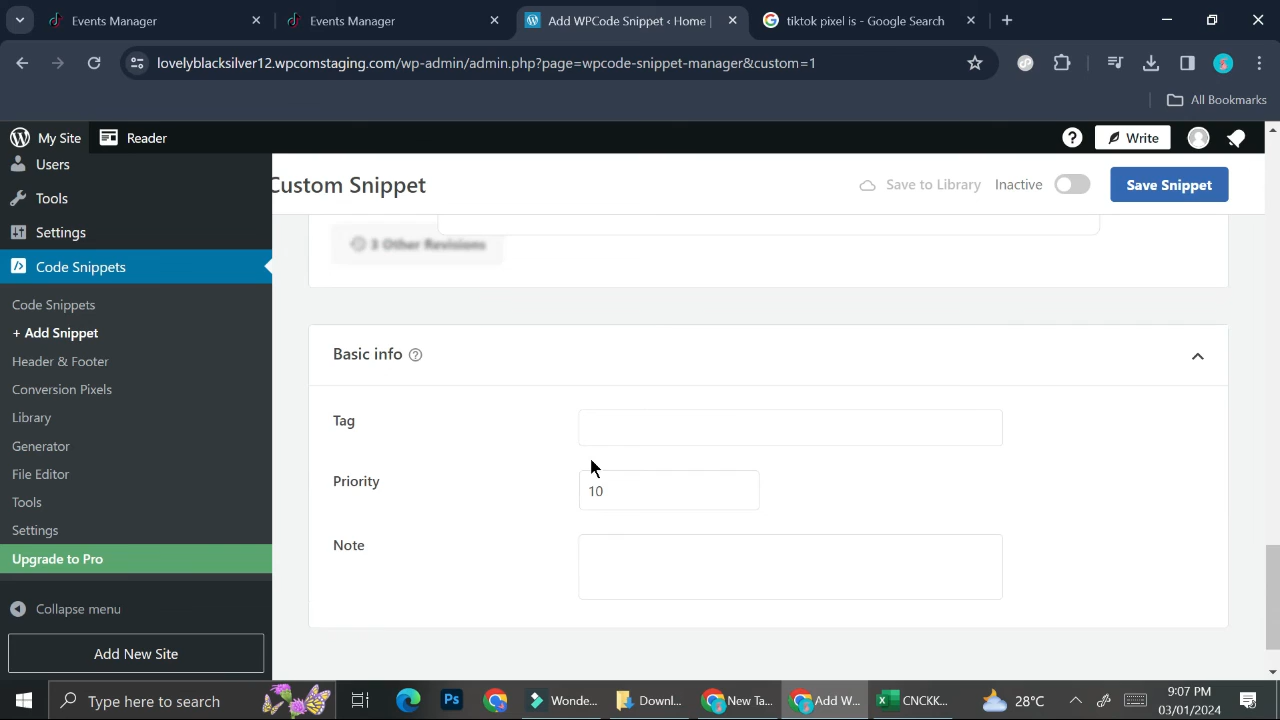 Events Manager
Events Manager
Add WPCode Snippet ‹ Home |
tiktok pixel is - Google Search
lovelyblacksilver12.wpcomstaging.com/wp-admin/admin.php?page=wpcode-snippet-manager&custom=1
All Bookmarks
My Site
Reader
Write
Users
Tools
Settings
Code Snippets
Code Snippets
+ Add Snippet
Header & Footer
Conversion Pixels
Library
Generator
File Editor
Tools
Settings
Upgrade to Pro
Collapse menu
Add New Site
Custom Snippet
Save to Library
Inactive
Save Snippet
3 Other Revisions
Basic info
Tag
Priority
10
Note
Type here to search
Ps
Wonde...
Downl...
New Ta...
Add W...
CNCKK...
28°C
9:07 PM
03/01/2024